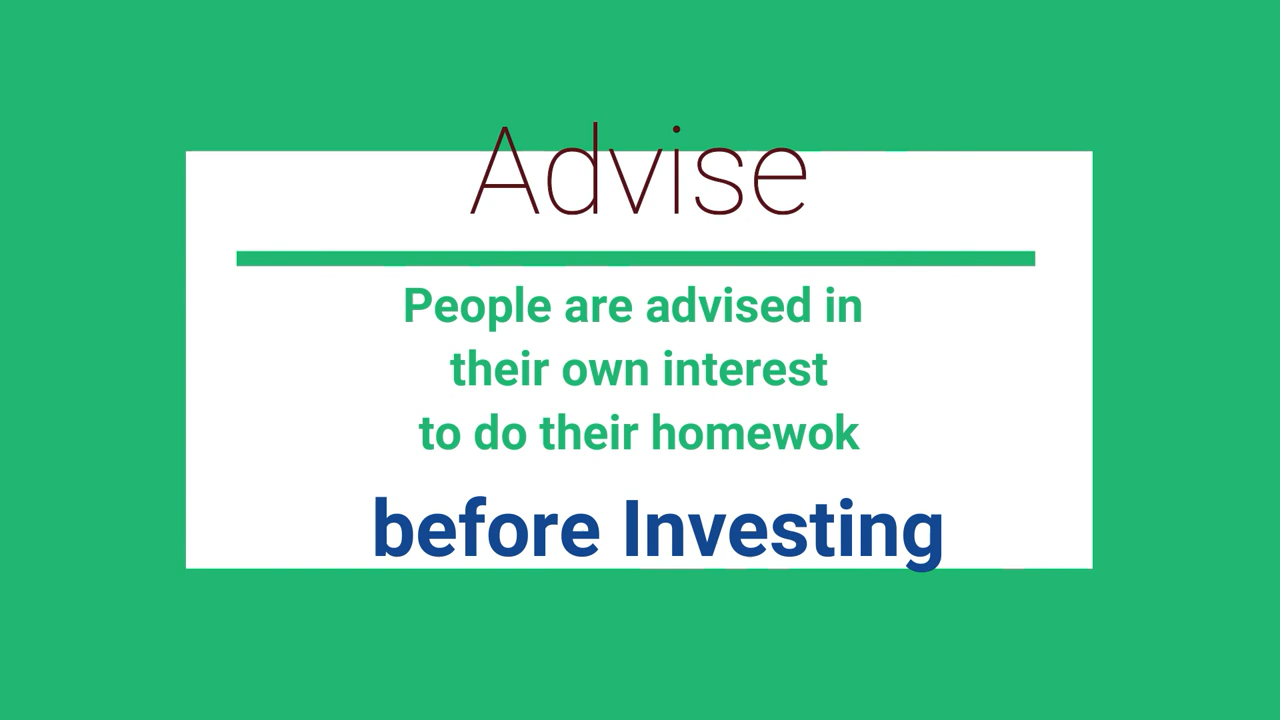 Advise
People are advised in
their own interest
to do their homewok
before Investing